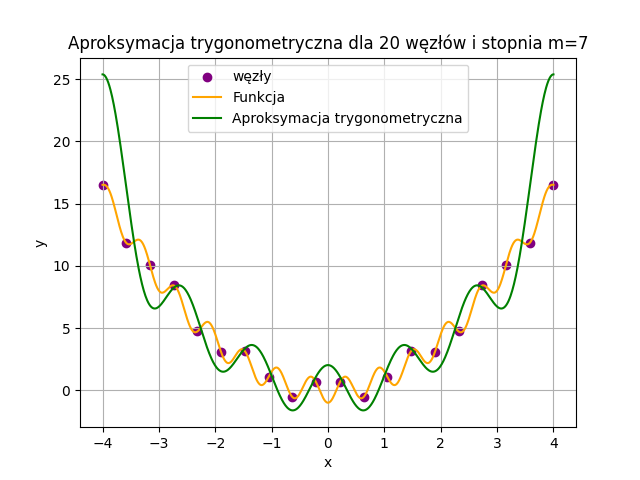 Aproksymacja trygonometryczna dla 20 węzłów i stopnia m=7
węzły
Funkcja
Aproksymacja trygonometryczna
25
20
15
10
5
0
y
−4 −3 −2 −1 0 1 2 3 4
x